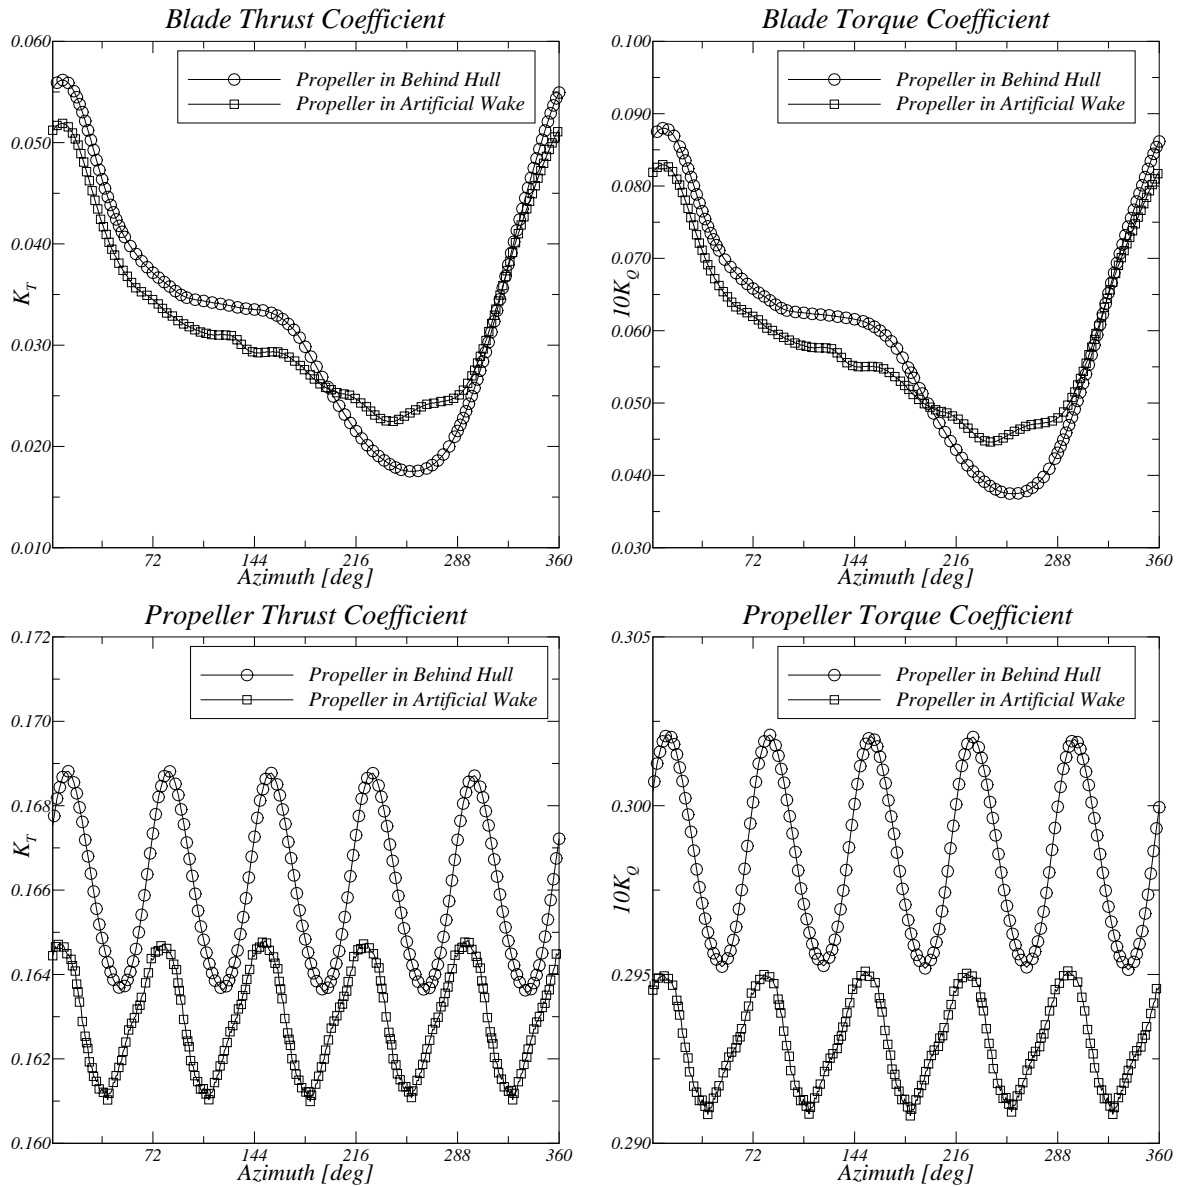 Blade Thrust Coefficient
Propeller in Behind Hull
Propeller in Artificial Wake
0.060
0.050
0.040
0.030
0.020
0.010
K_T
72
144
216
288
360
Azimuth [deg]
Blade Torque Coefficient
Propeller in Behind Hull
Propeller in Artificial Wake
0.100
0.090
0.080
0.070
0.060
0.050
0.040
0.030
10K_Q
72
144
216
288
360
Azimuth [deg]
Propeller Thrust Coefficient
Propeller in Behind Hull
Propeller in Artificial Wake
0.172
0.170
0.168
0.166
0.164
0.162
0.160
K_T
72
144
216
288
360
Azimuth [deg]
Propeller Torque Coefficient
Propeller in Behind Hull
Propeller in Artificial Wake
0.305
0.300
0.295
0.290
10K_Q
72
144
216
288
360
Azimuth [deg]